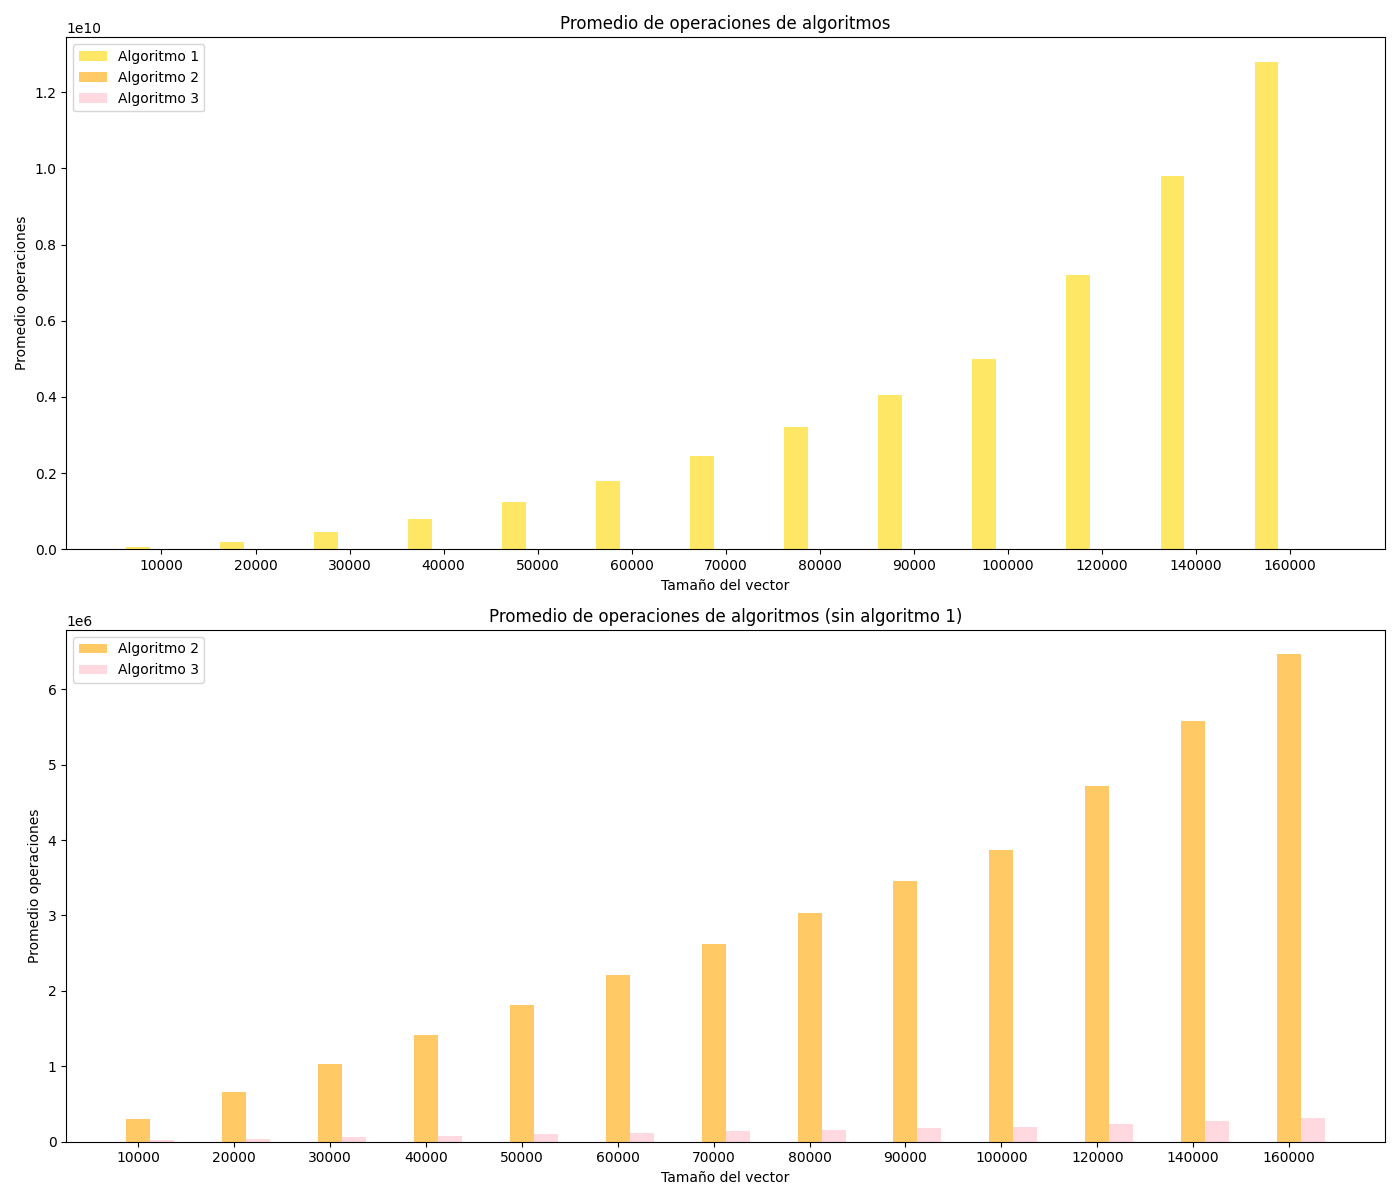 Promedio de operaciones de algoritmos
1e10
Algoritmo 1
Algoritmo 2
Algoritmo 3
Promedio operaciones
1.2
1.0
0.8
0.6
0.4
0.2
0.0
10000 20000 30000 40000 50000 60000 70000 80000 90000 100000 120000 140000 160000
Tamaño del vector
Promedio de operaciones de algoritmos (sin algoritmo 1)
1e6
Algoritmo 2
Algoritmo 3
Promedio operaciones
6
5
4
3
2
1
0
10000 20000 30000 40000 50000 60000 70000 80000 90000 100000 120000 140000 160000
Tamaño del vector